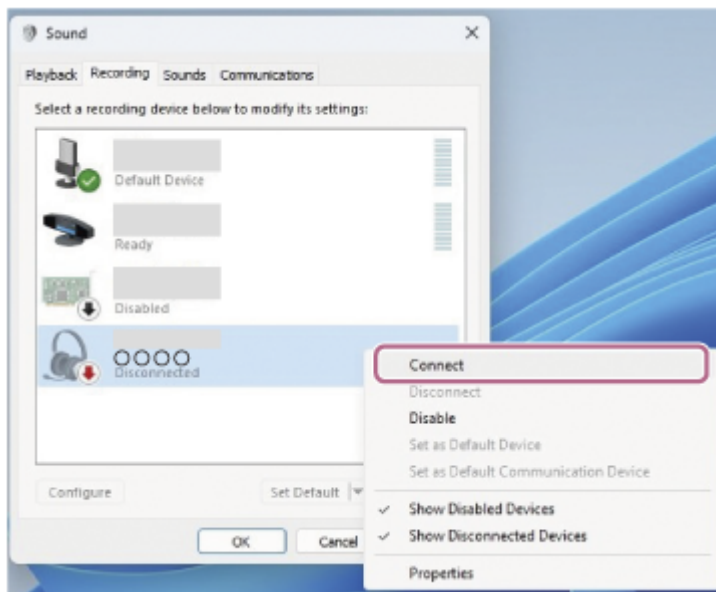 Sound
Playback Recording Sounds Communications
Select a recording device below to modify its settings:
Default Device
Ready
Disabled
OOOO
Disconnected
Configure
Set Default
OK
Cancel
Connect
Disconnect
Disable
Set as Default Device
Set as Default Communication Device
Show Disabled Devices
Show Disconnected Devices
Properties